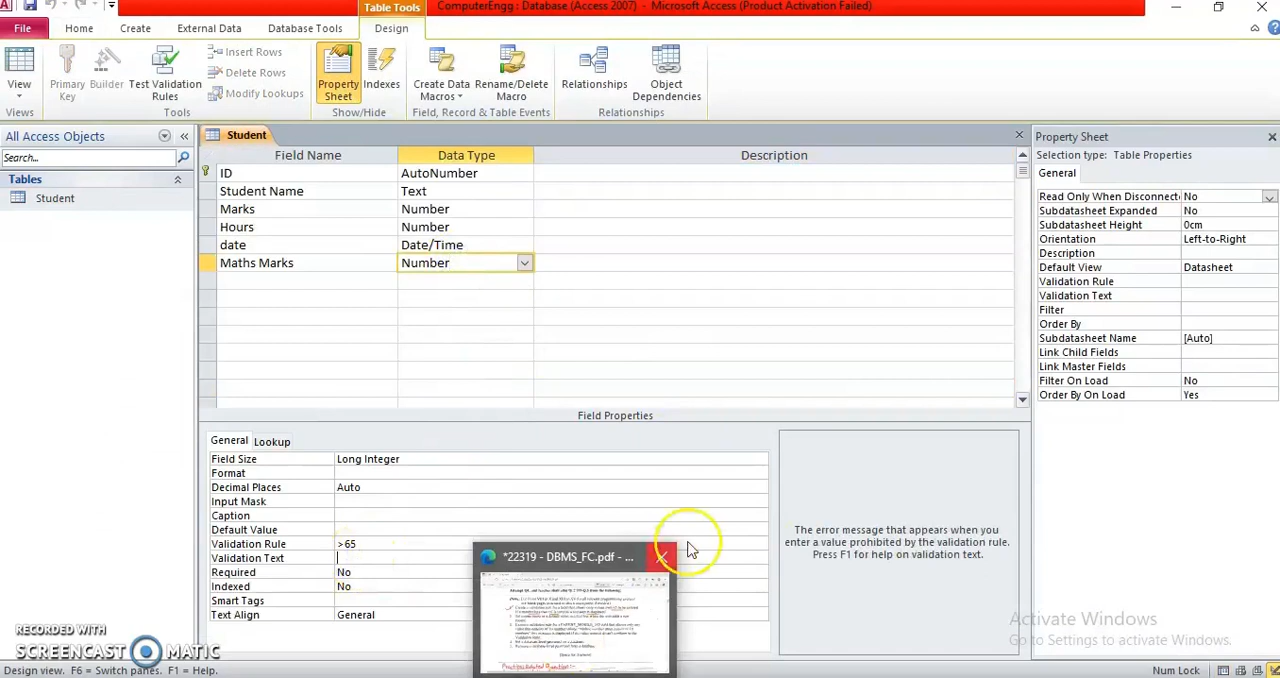 Table Tools
ComputerEngg : Database (Access 2007) - Microsoft Access (Product Activation Failed)
File
Home
Create
External Data
Database Tools
Design
View
Primary Key
Builder
Test Validation Rules
Insert Rows
Delete Rows
Modify Lookups
Property Sheet
Indexes
Create Data Macros
Rename/Delete Macro
Relationships
Object Dependencies
Views
Tools
Show/Hide
Field, Record & Table Events
Relationships
All Access Objects
Search...
Tables
Student
Student
Field Name Data Type Description
ID AutoNumber
Student Name Text
Marks Number
Hours Number
date Date/Time
Maths Marks Number
Field Properties
General Lookup
Field Size Long Integer
Format
Decimal Places Auto
Input Mask
Caption
Default Value
Validation Rule >65
Validation Text
Required No
Indexed No
Smart Tags
Text Align General
The error message that appears when you
enter a value prohibited by the validation rule.
Press F1 for help on validation text.
*22319 - DBMS_FC.pdf - ...
Property Sheet
Selection type: Table Properties
General
Read Only When Disconnecte No
Subdatasheet Expanded No
Subdatasheet Height 0cm
Orientation Left-to-Right
Description
Default View Datasheet
Validation Rule
Validation Text
Filter
Order By
Subdatasheet Name [Auto]
Link Child Fields
Link Master Fields
Filter On Load No
Order By On Load Yes
Activate Windows
Go to Settings to activate Windows.
RECORDED WITH
SCREENCAST MATIC
Design view. F6 = Switch panes. F1 = Help.
Num Lock